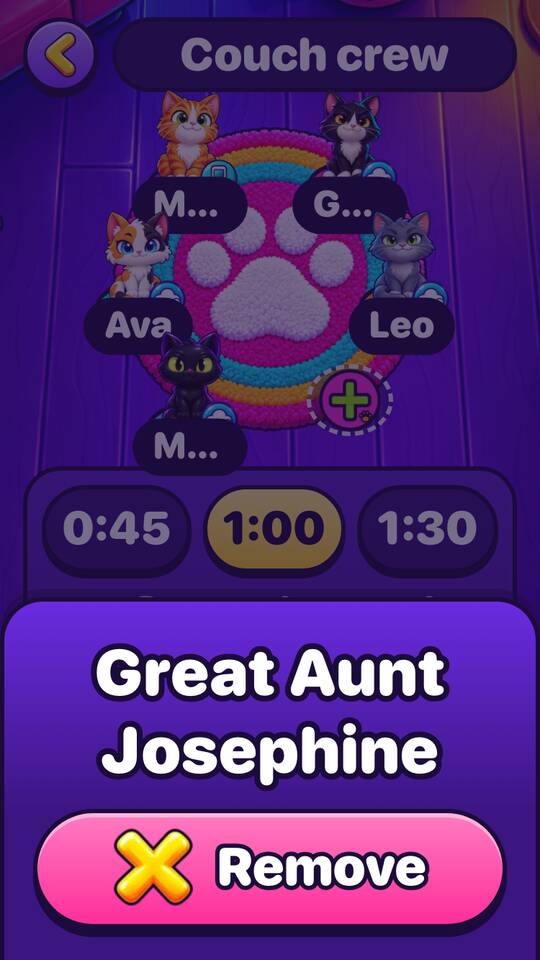 Couch crew
M...
G...
Ava
Leo
M...
0:45
1:00
1:30
Great Aunt
Josephine
Remove